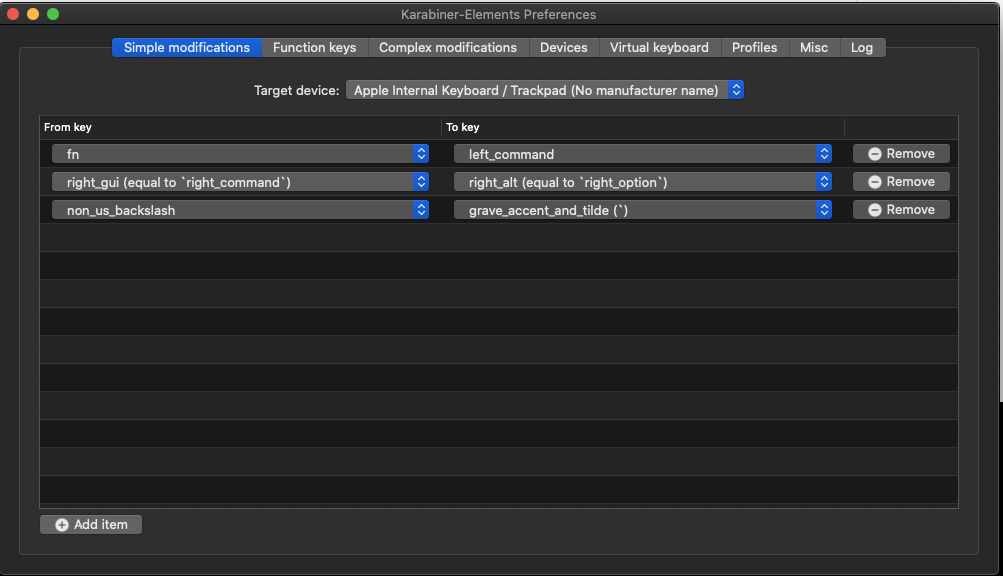 Karabiner-Elements Preferences
Simple modifications Function keys Complex modifications Devices Virtual keyboard Profiles Misc Log
Target device: Apple Internal Keyboard / Trackpad (No manufacturer name)
From key To key
fn left_command Remove
right_gui (equal to `right_command`) right_alt (equal to `right_option`) Remove
non_us_backslash grave_accent_and_tilde (`) Remove
Add item